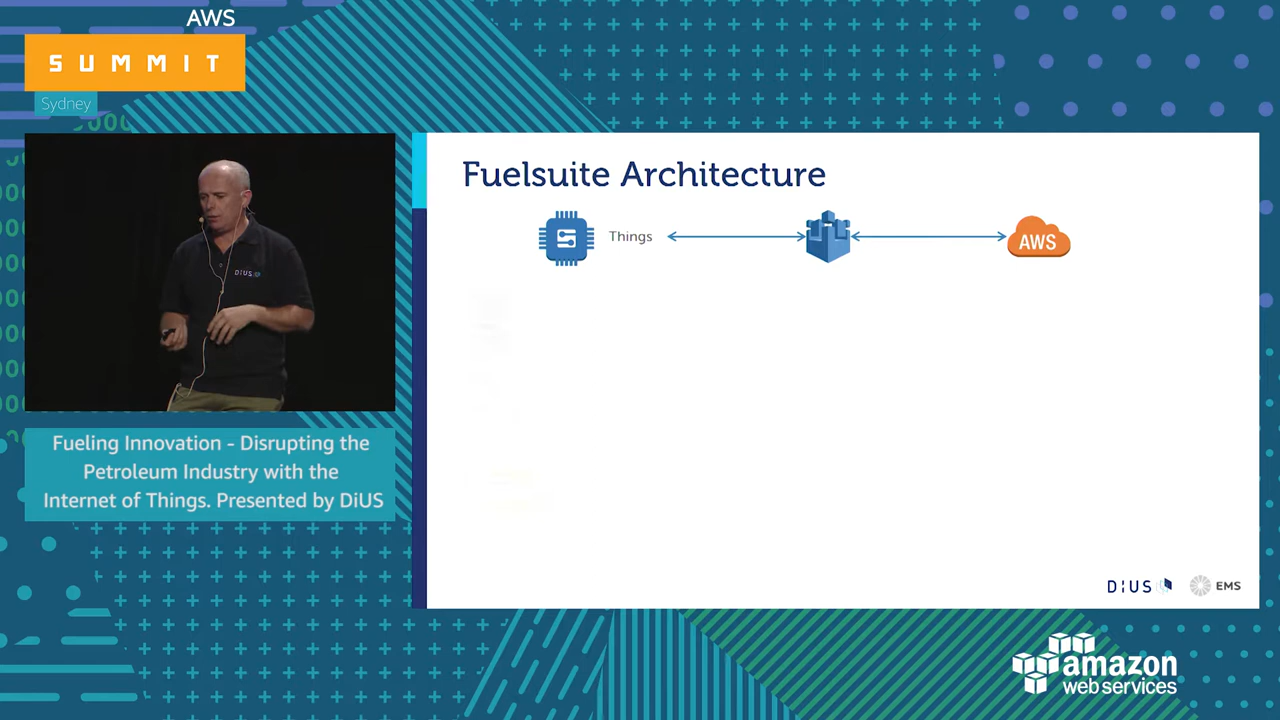 AWS
SUMMIT
Sydney
Fuelsuite Architecture
Things
AWS
DiUS
Fueling Innovation - Disrupting the
Petroleum Industry with the
Internet of Things. Presented by DiUS
DiUS
EMS
amazon
web services